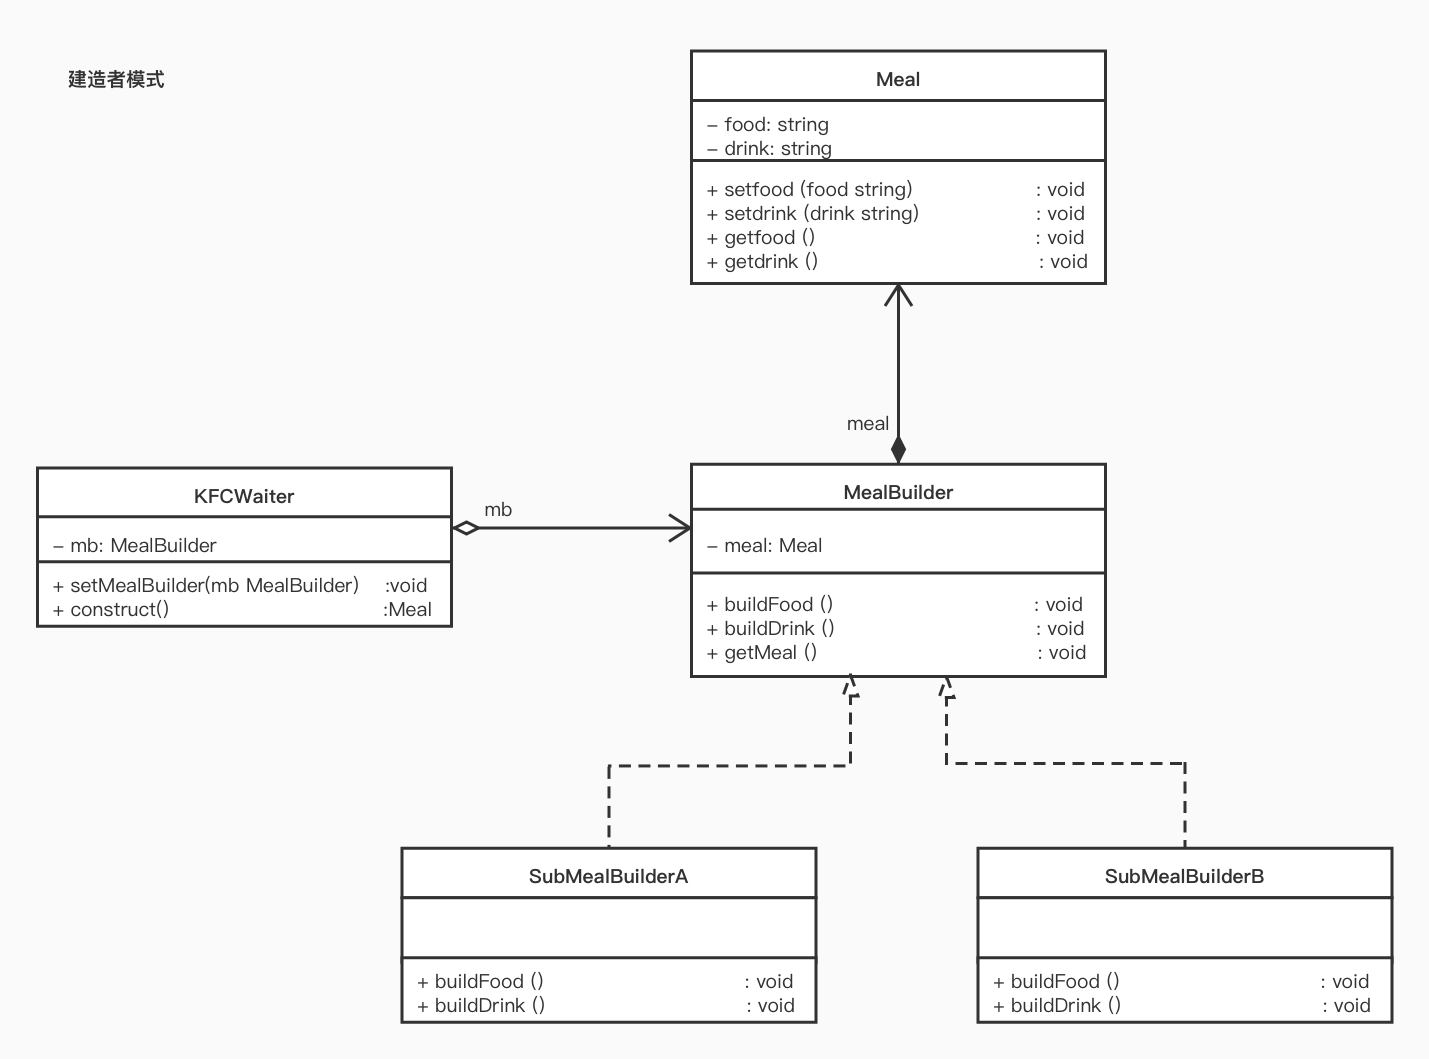 建造者模式
Meal
– food: string
– drink: string
+ setfood (food string) : void
+ setdrink (drink string) : void
+ getfood () : void
+ getdrink () : void
meal
KFCWaiter
– mb: MealBuilder
+ setMealBuilder(mb MealBuilder) :void
+ construct() :Meal
mb
MealBuilder
– meal: Meal
+ buildFood () : void
+ buildDrink () : void
+ getMeal () : void
SubMealBuilderA
+ buildFood () : void
+ buildDrink () : void
SubMealBuilderB
+ buildFood () : void
+ buildDrink () : void